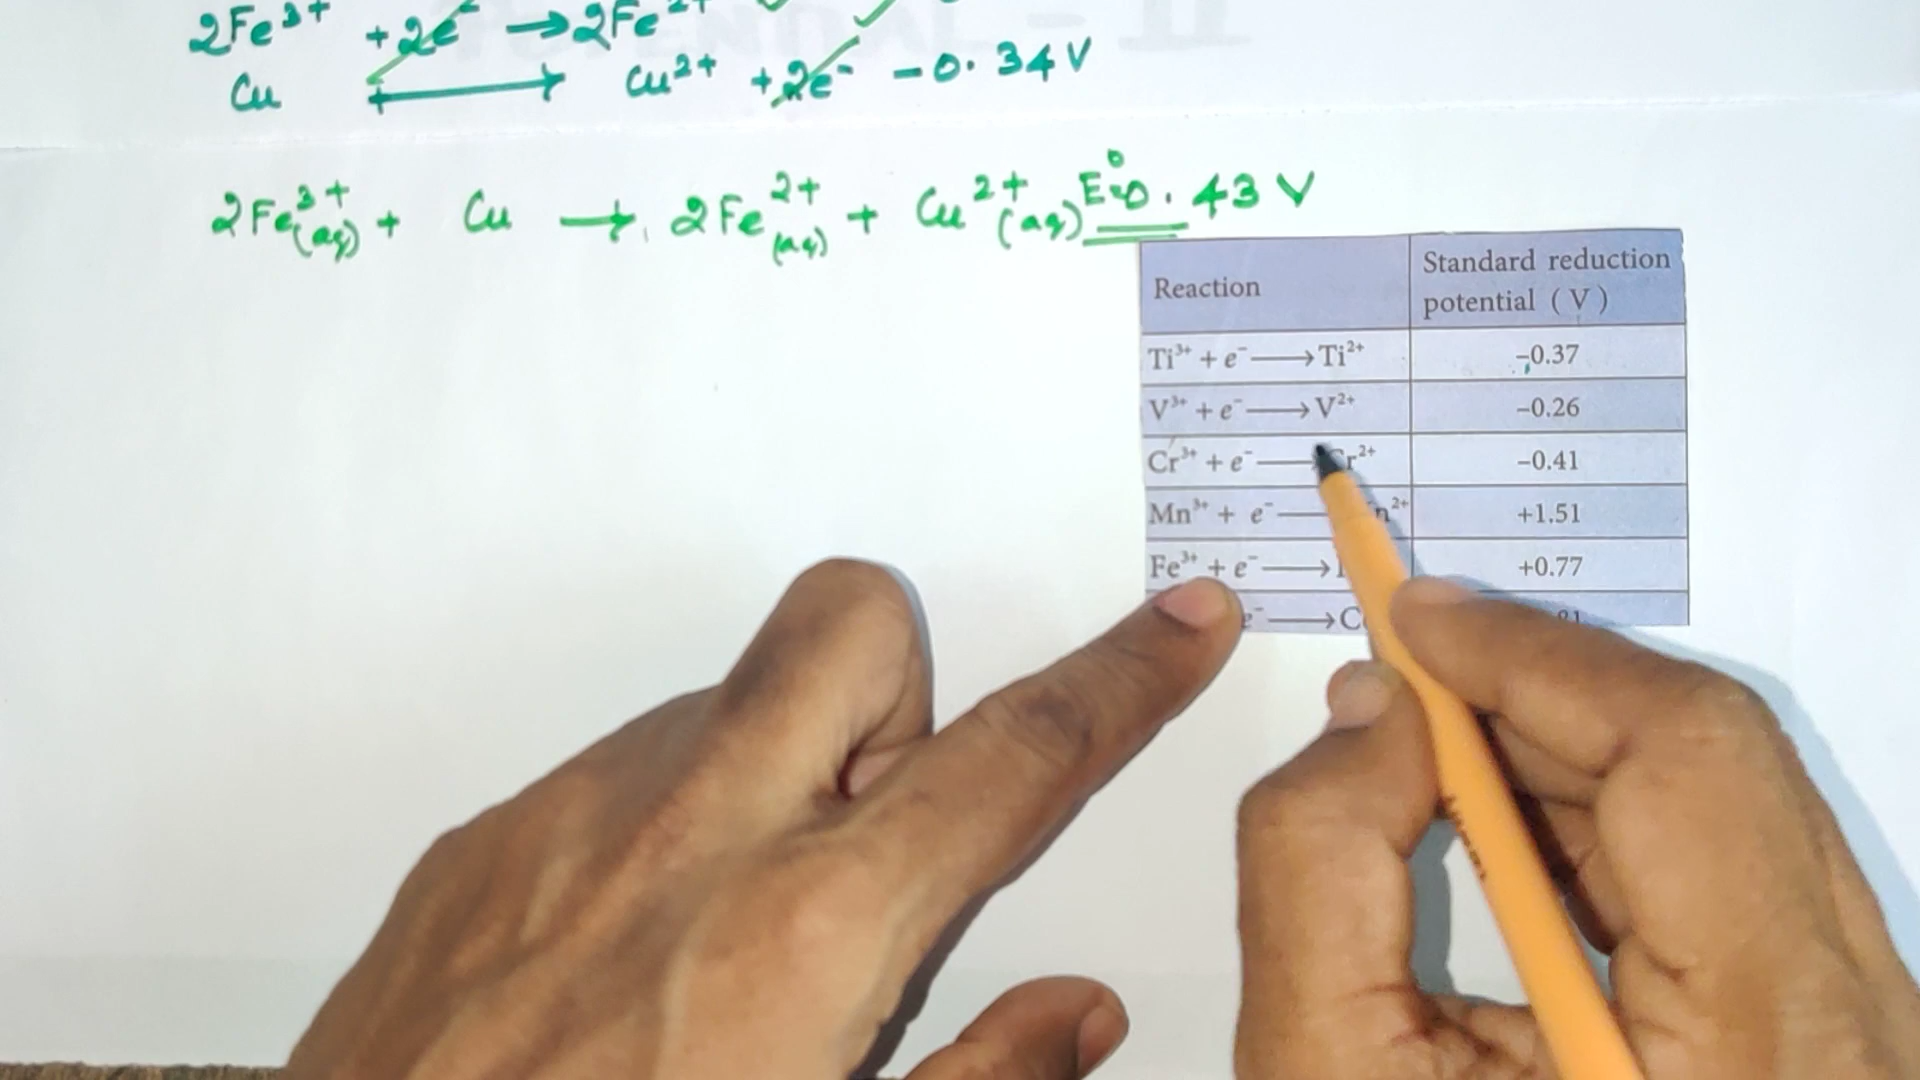 2Fe³⁺ +2e⁻ → 2Fe²⁺
Cu ⟷ Cu²⁺ +2e⁻ -0.34V
2Fe³⁺(aq) + Cu → 2Fe²⁺(aq) + Cu²⁺(aq) E°=0.43V
Reaction Standard reduction
potential ( V )
Ti³⁺ + e⁻ ⟶ Ti²⁺ –0.37
V³⁺ + e⁻ ⟶ V²⁺ –0.26
Cr³⁺ + e⁻ ⟶ r²⁺ –0.41
Mn³⁺ + e⁻ ⟶ n²⁺ +1.51
Fe³⁺ + e⁻ ⟶ +0.77
e⁻ ⟶ C